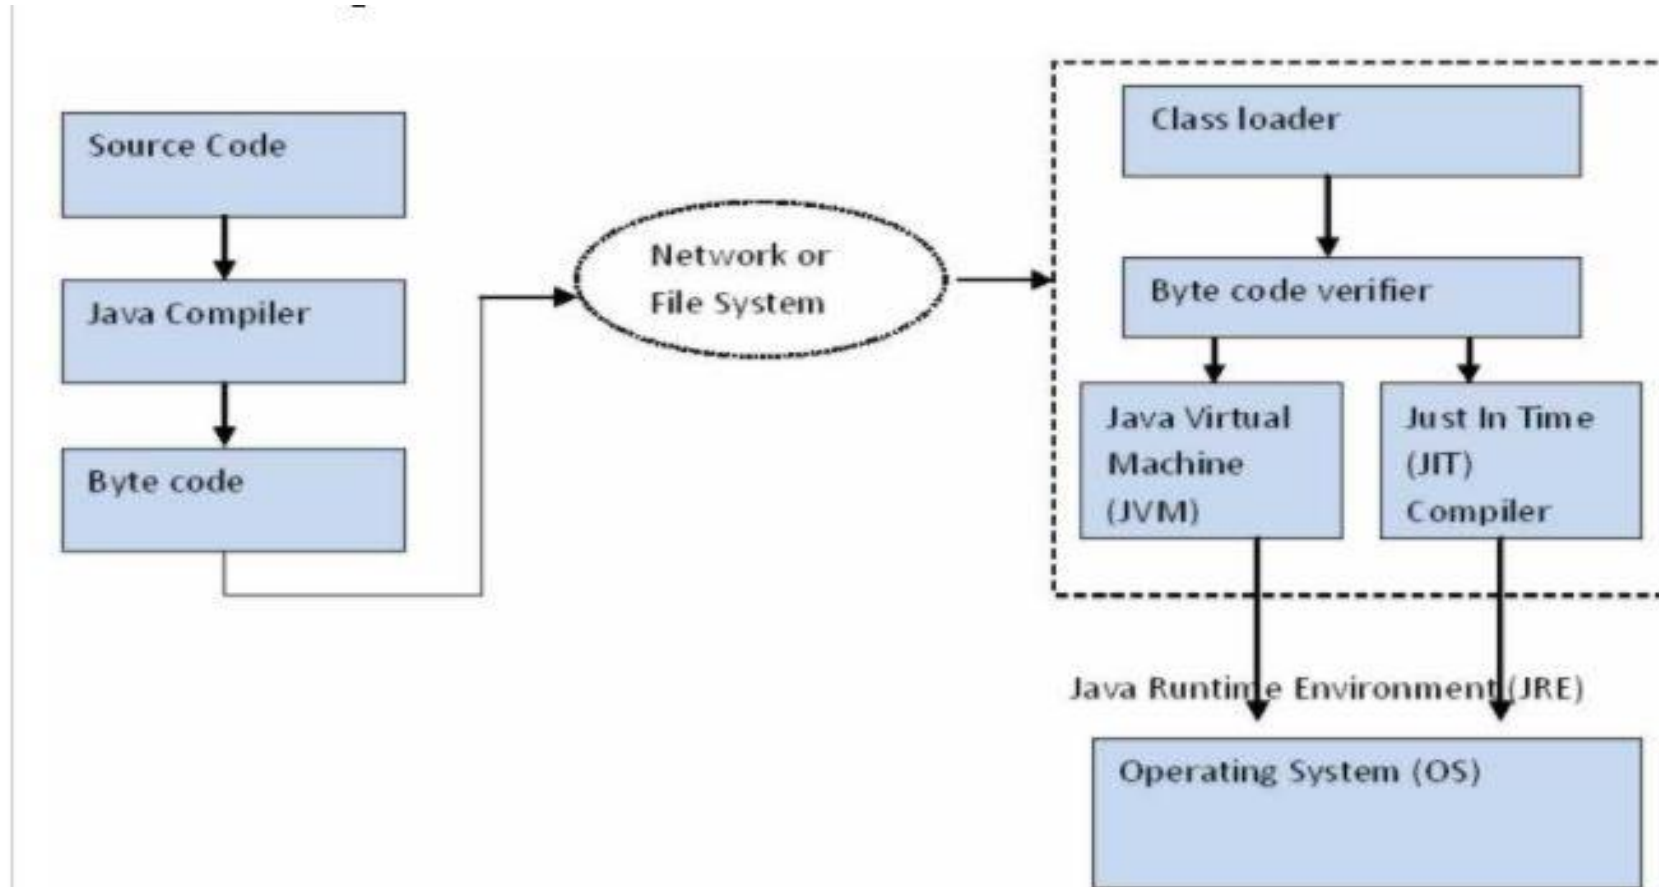 Source Code
Java Compiler
Byte code
Network or
File System
Class loader
Byte code verifier
Java Virtual
Machine
(JVM)
Just In Time
(JIT)
Compiler
Java Runtime Environment (JRE)
Operating System (OS)